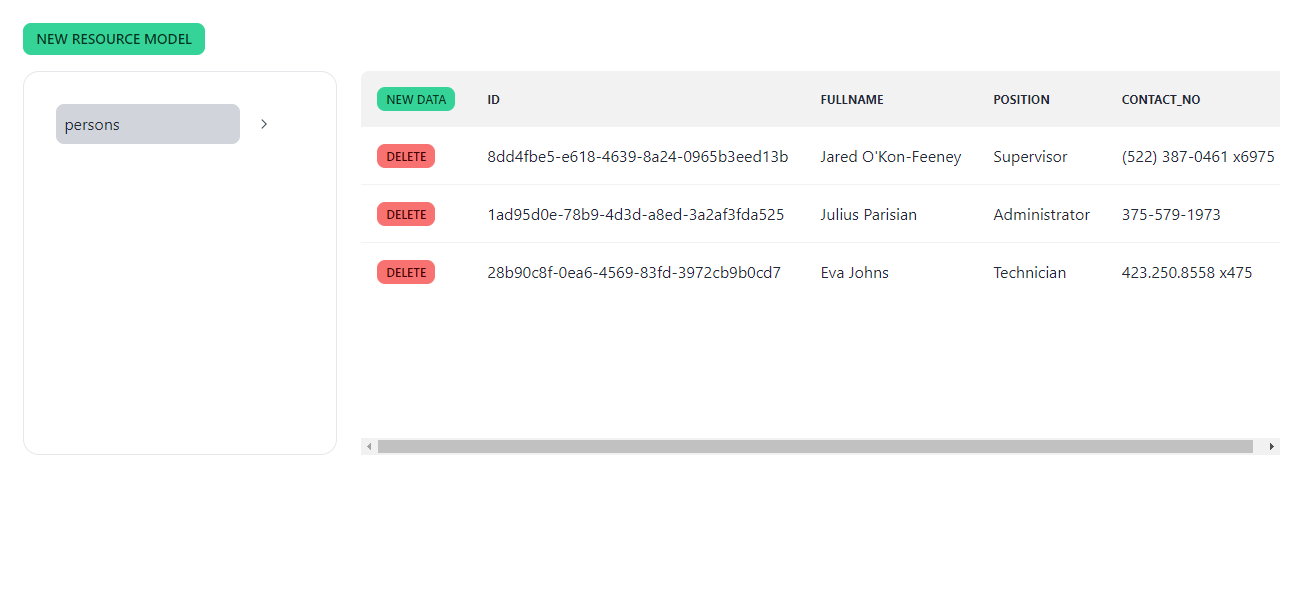 NEW RESOURCE MODEL
persons
NEW DATA ID FULLNAME POSITION CONTACT_NO
DELETE 8dd4fbe5-e618-4639-8a24-0965b3eed13b Jared O'Kon-Feeney Supervisor (522) 387-0461 x6975
DELETE 1ad95d0e-78b9-4d3d-a8ed-3a2af3fda525 Julius Parisian Administrator 375-579-1973
DELETE 28b90c8f-0ea6-4569-83fd-3972cb9b0cd7 Eva Johns Technician 423.250.8558 x475